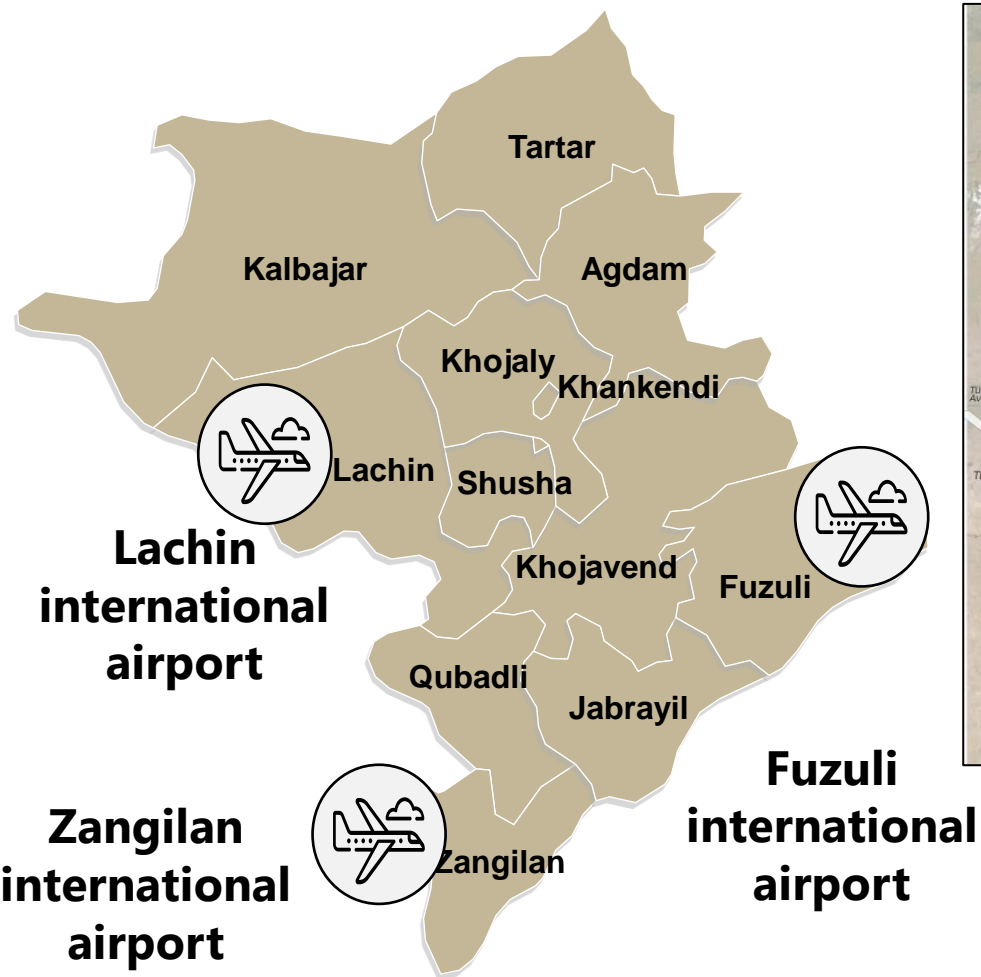 Tartar
Kalbajar
Agdam
Khojaly
Khankendi
Lachin
Shusha
Lachin
international
airport
Khojavend
Fuzuli
Qubadli
Jabrayil
Fuzuli
international
airport
Zangilan
international
airport
Zangilan